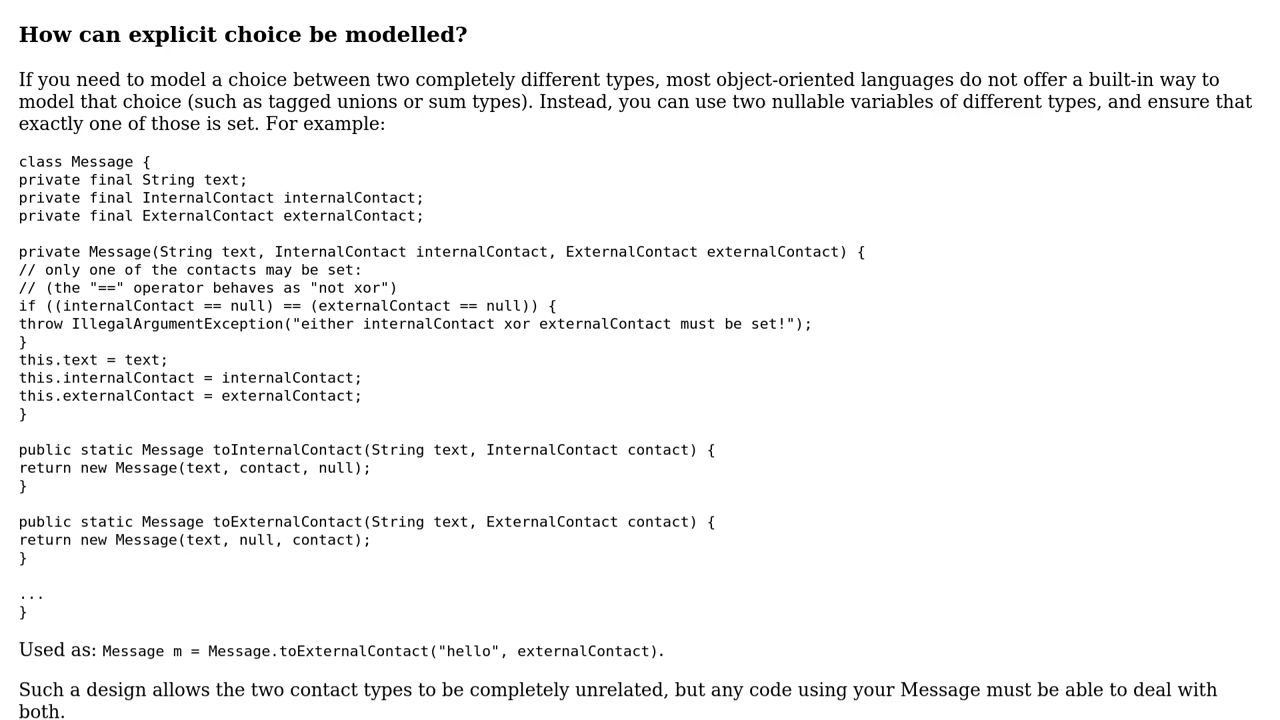 How can explicit choice be modelled?
If you need to model a choice between two completely different types, most object-oriented languages do not offer a built-in way to
model that choice (such as tagged unions or sum types). Instead, you can use two nullable variables of different types, and ensure that
exactly one of those is set. For example:
class Message {
private final String text;
private final InternalContact internalContact;
private final ExternalContact externalContact;
private Message(String text, InternalContact internalContact, ExternalContact externalContact) {
// only one of the contacts may be set:
// (the "==" operator behaves as "not xor")
if ((internalContact == null) == (externalContact == null)) {
throw IllegalArgumentException("either internalContact xor externalContact must be set!");
}
this.text = text;
this.internalContact = internalContact;
this.externalContact = externalContact;
}
public static Message toInternalContact(String text, InternalContact contact) {
return new Message(text, contact, null);
}
public static Message toExternalContact(String text, ExternalContact contact) {
return new Message(text, null, contact);
}
...
}
Used as: Message m = Message.toExternalContact("hello", externalContact).
Such a design allows the two contact types to be completely unrelated, but any code using your Message must be able to deal with
both.